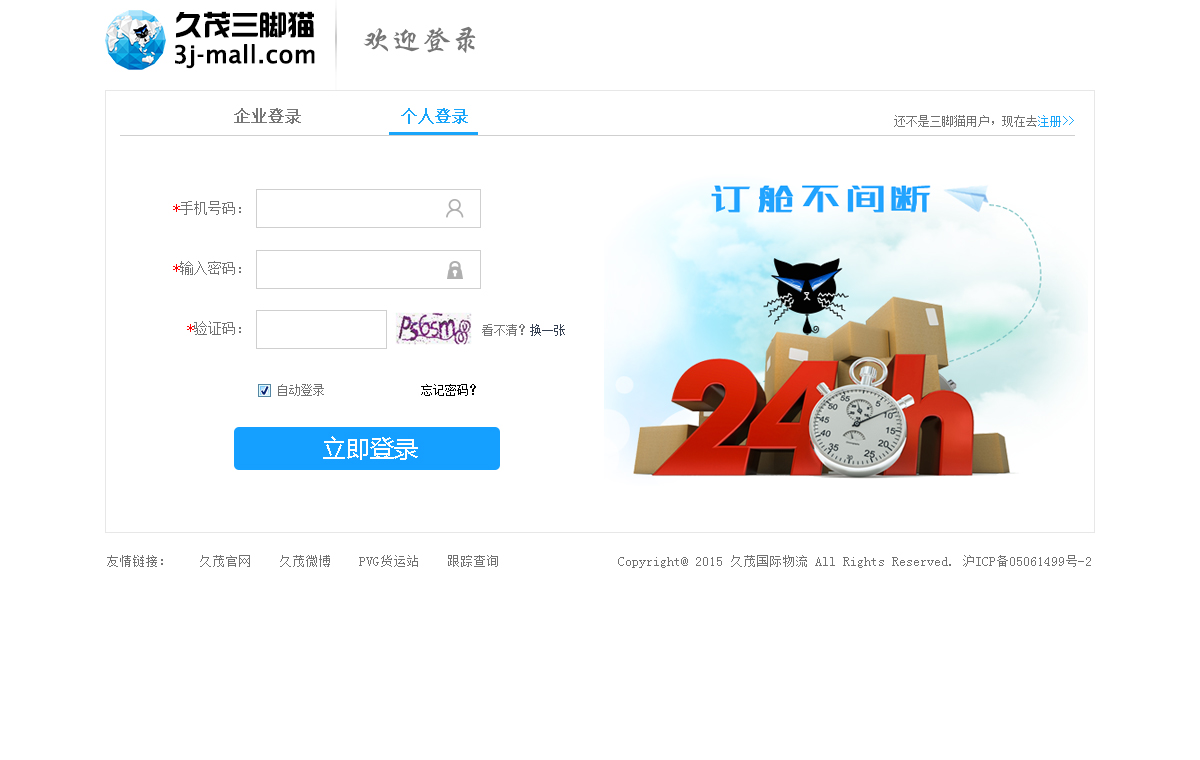 久茂三脚猫
3j-mall.com
欢迎登录
企业登录 个人登录 还不是三脚猫用户，现在去注册>>
订舱不间断
*手机号码：
*输入密码：
*验证码： 看不清？换一张
自动登录 忘记密码？
24h
立即登录
友情链接： 久茂官网 久茂微博 PVG货运站 跟踪查询 Copyright@ 2015 久茂国际物流 All Rights Reserved. 沪ICP备05061499号-2